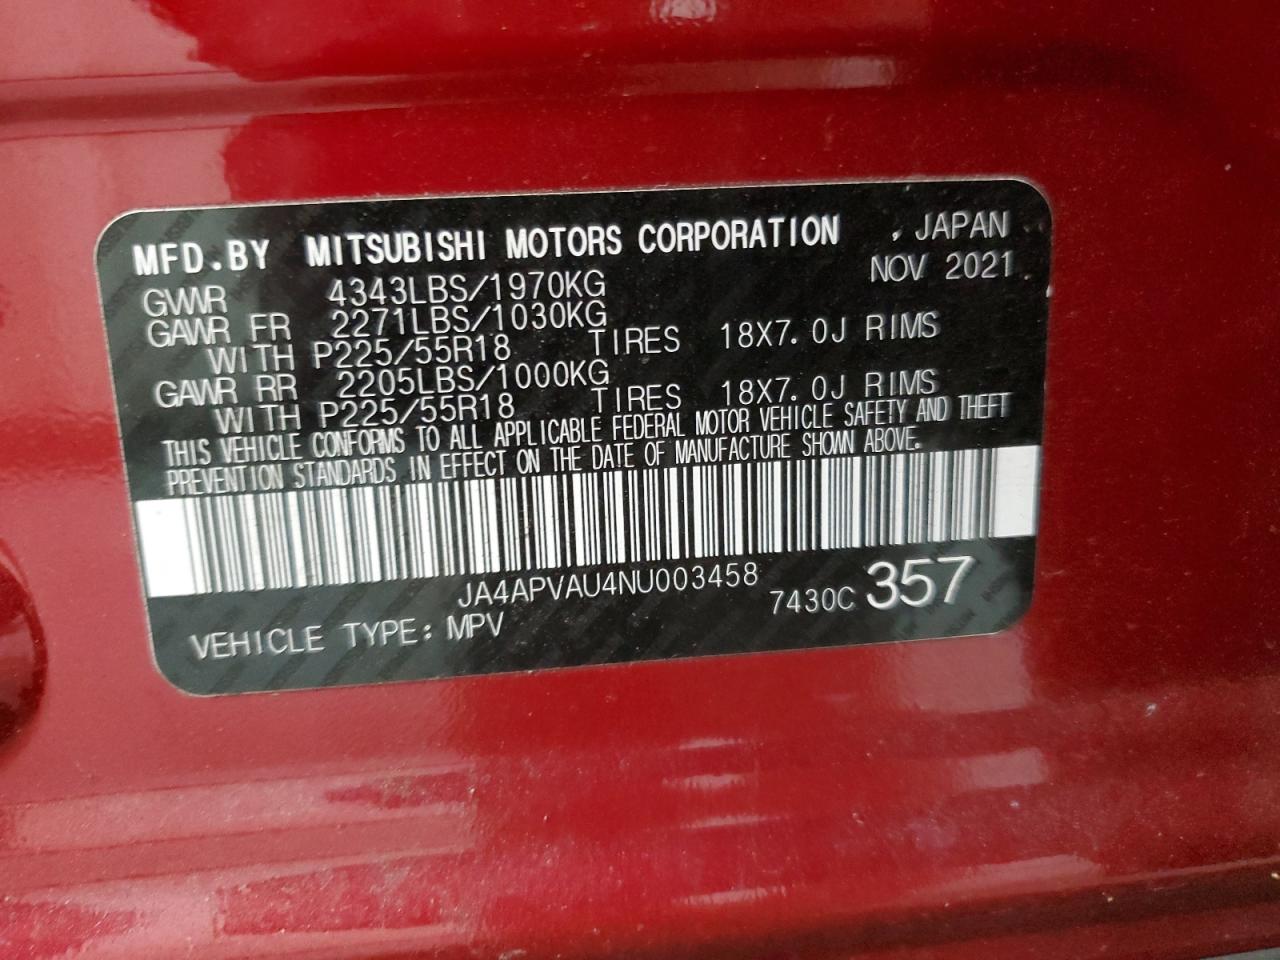 MFD.BY MITSUBISHI MOTORS CORPORATION , JAPAN
NOV 2021
GVWR 4343LBS/1970KG
GAWR FR 2271LBS/1030KG
WITH P225/55R18 TIRES 18X7.0J RIMS
GAWR RR 2205LBS/1000KG
WITH P225/55R18 TIRES 18X7.0J RIMS
THIS VEHICLE CONFORMS TO ALL APPLICABLE FEDERAL MOTOR VEHICLE SAFETY AND THEFT
PREVENTION STANDARDS IN EFFECT ON THE DATE OF MANUFACTURE SHOWN ABOVE.
JA4APVAU4NU003458
7430C 357
VEHICLE TYPE: MPV